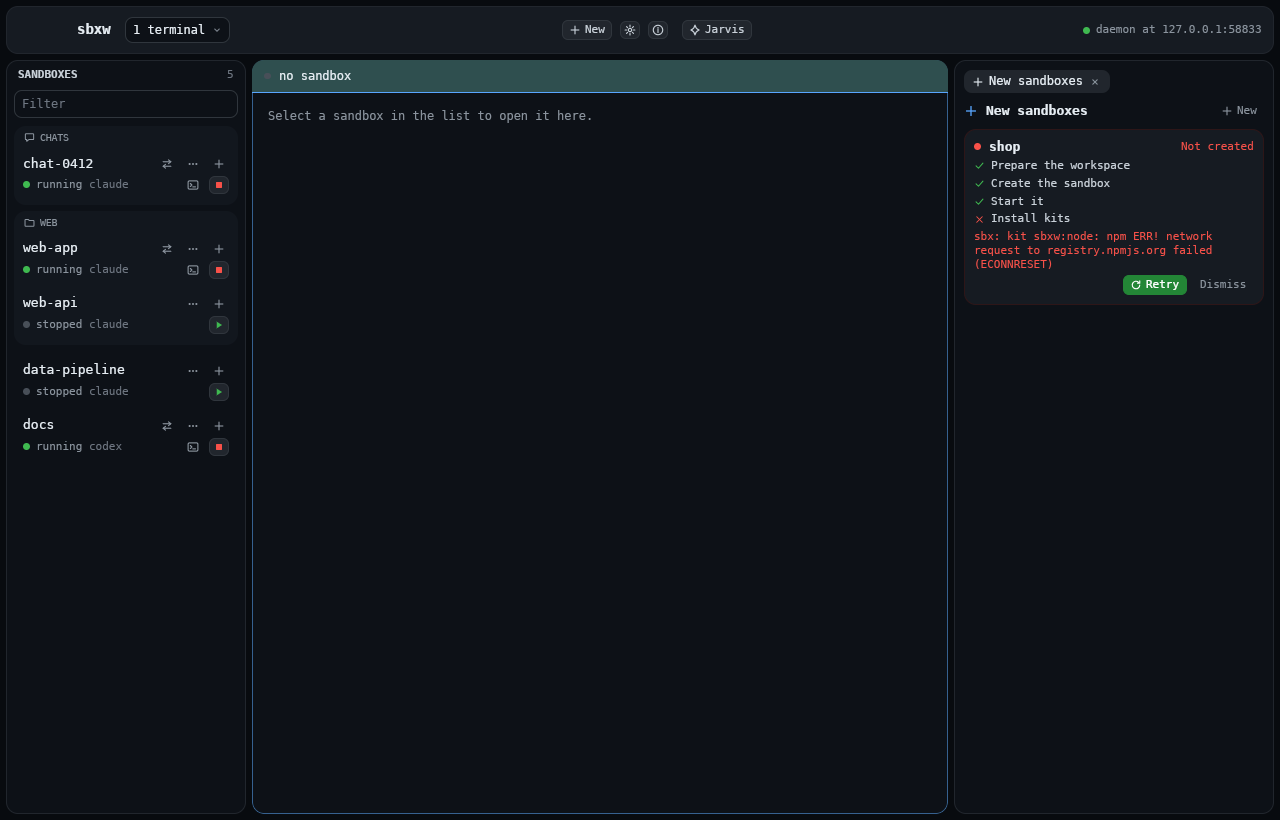 sbxw
1 terminal
New
Jarvis
daemon at 127.0.0.1:58833
SANDBOXES 5
Filter
CHATS
chat-0412
running claude
WEB
web-app
running claude
web-api
stopped claude
data-pipeline
stopped claude
docs
running codex
no sandbox
Select a sandbox in the list to open it here.
New sandboxes ×
New sandboxes
New
shop Not created
Prepare the workspace
Create the sandbox
Start it
Install kits
sbx: kit sbxw:node: npm ERR! network
request to registry.npmjs.org failed
(ECONNRESET)
Retry Dismiss